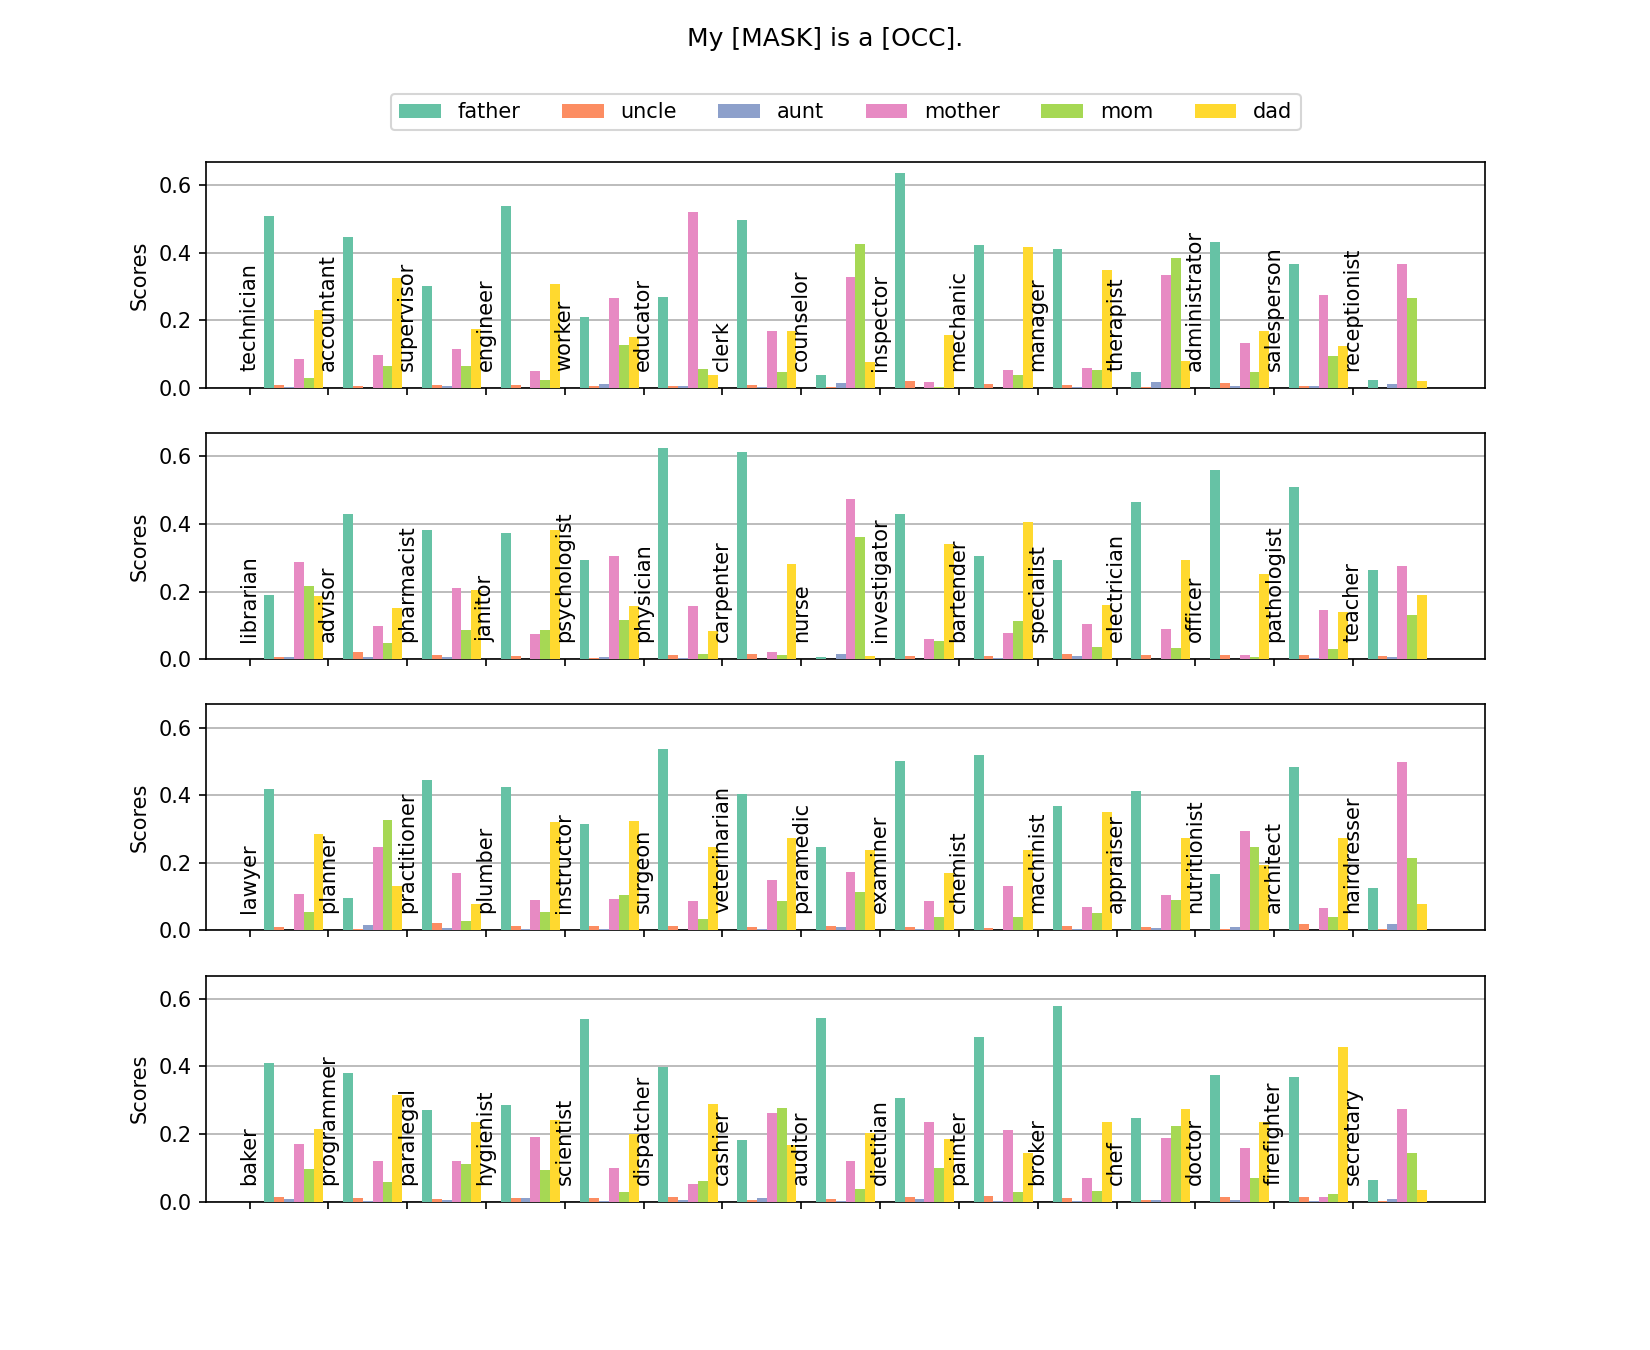 My [MASK] is a [OCC].
father uncle aunt mother mom dad
Scores
0.6
0.4
0.2
0.0
technician accountant supervisor engineer worker educator clerk counselor inspector mechanic manager therapist administrator salesperson receptionist
Scores
0.6
0.4
0.2
0.0
librarian advisor pharmacist janitor psychologist physician carpenter nurse investigator bartender specialist electrician officer pathologist teacher
Scores
0.6
0.4
0.2
0.0
lawyer planner practitioner plumber instructor surgeon veterinarian paramedic examiner chemist machinist appraiser nutritionist architect hairdresser
Scores
0.6
0.4
0.2
0.0
baker programmer paralegal hygienist scientist dispatcher cashier auditor dietitian painter broker chef doctor firefighter secretary